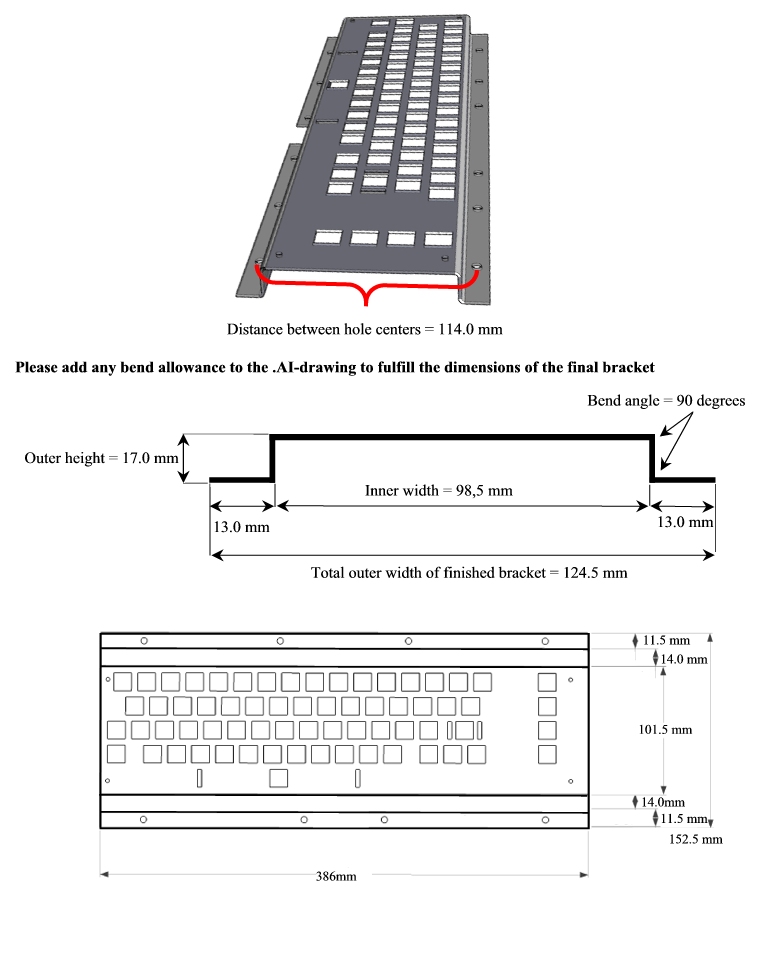 Distance between hole centers = 114.0 mm
Please add any bend allowance to the .AI-drawing to fulfill the dimensions of the final bracket
Bend angle = 90 degrees
Outer height = 17.0 mm
Inner width = 98,5 mm
13.0 mm
13.0 mm
Total outer width of finished bracket = 124.5 mm
11.5 mm
14.0 mm
101.5 mm
14.0mm
11.5 mm
152.5 mm
386mm